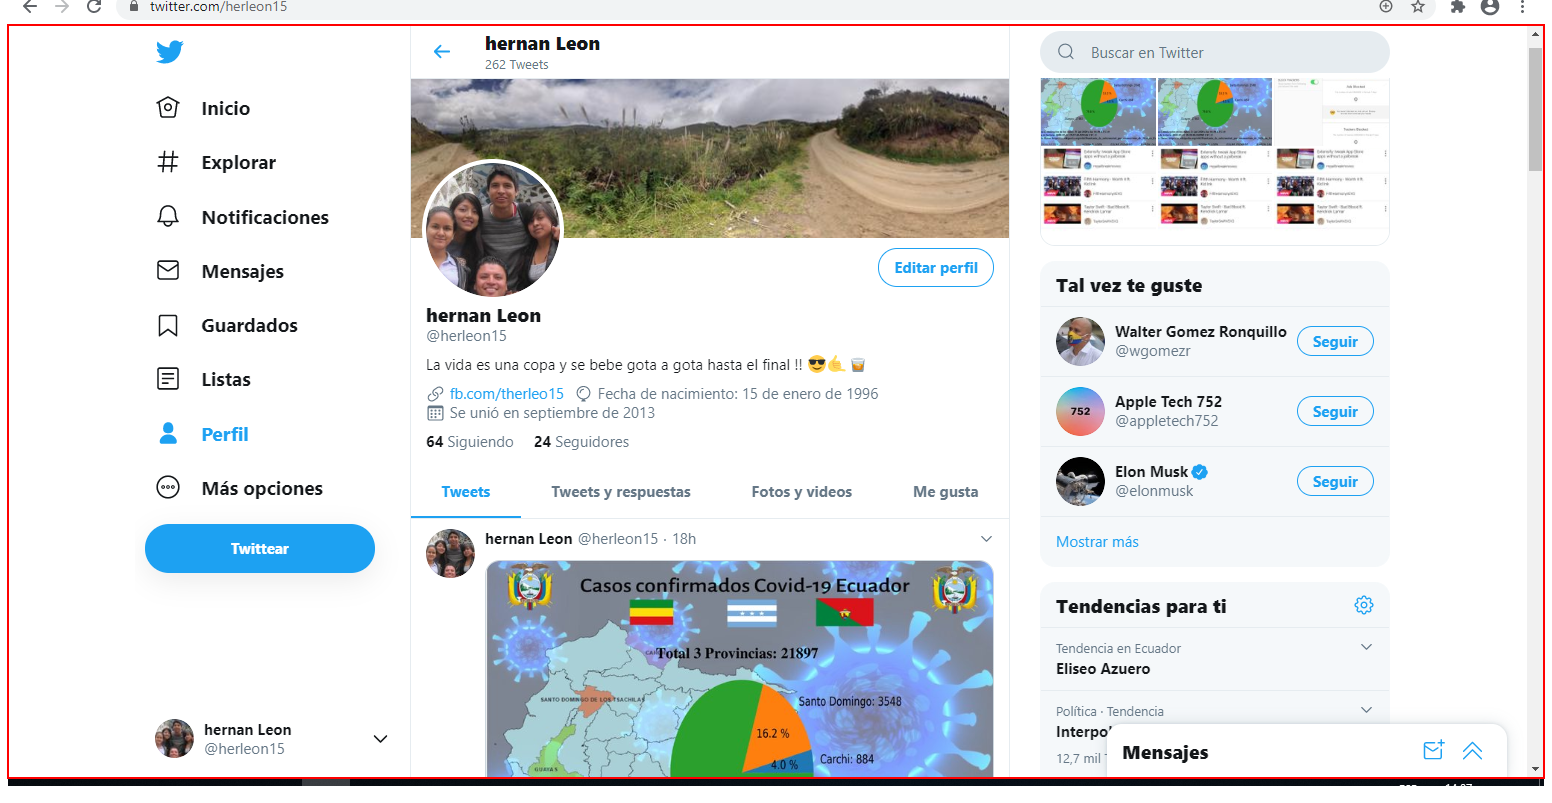 twitter.com/herleon15
Inicio
Explorar
Notificaciones
Mensajes
Guardados
Listas
Perfil
Más opciones
Twittear
hernan Leon
@herleon15
hernan Leon
262 Tweets
Editar perfil
hernan Leon
@herleon15
La vida es una copa y se bebe gota a gota hasta el final !! 😎🤙 🥃
fb.com/therleo15 Fecha de nacimiento: 15 de enero de 1996
Se unió en septiembre de 2013
64 Siguiendo 24 Seguidores
Tweets Tweets y respuestas Fotos y videos Me gusta
hernan Leon @herleon15 · 18h
Casos confirmados Covid-19 Ecuador
Total 3 Provincias: 21897
SANTO DOMINGO DE LOS TSACHILAS
Santo Domingo: 3548
16.2 %
Carchi: 884
4.0 %
GUAYAS
Buscar en Twitter
Tal vez te guste
Walter Gomez Ronquillo
@wgomezr
Seguir
752
Apple Tech 752
@appletech752
Seguir
Elon Musk
@elonmusk
Seguir
Mostrar más
Tendencias para ti
Tendencia en Ecuador
Eliseo Azuero
Política · Tendencia
Interpol
12,7 mil
Mensajes